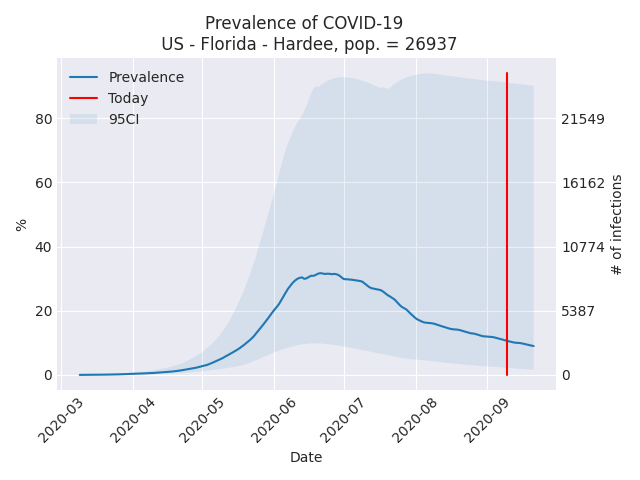 Prevalence of COVID-19
US - Florida - Hardee, pop. = 26937
Prevalence
Today
95CI
80
60
40
20
0
%
21549
16162
10774
5387
0
# of infections
2020-03
2020-04
2020-05
2020-06
2020-07
2020-08
2020-09
Date